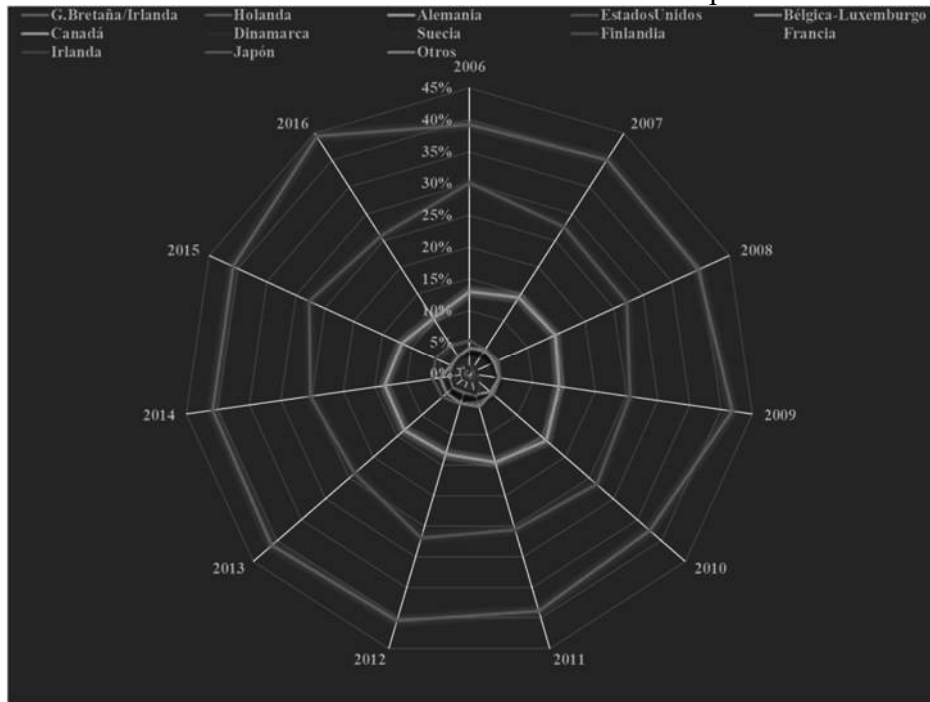 G.Bretaña/Irlanda Holanda Alemania EstadosUnidos Bélgica-Luxemburgo
Canadá Dinamarca Suecia Finlandia Francia
Irlanda Japón Otros
2006
45%
2016 40% 2007
35%
30%
2015 25% 2008
20%
15%
10%
5%
0%
2014 2009
2013 2010
2012 2011